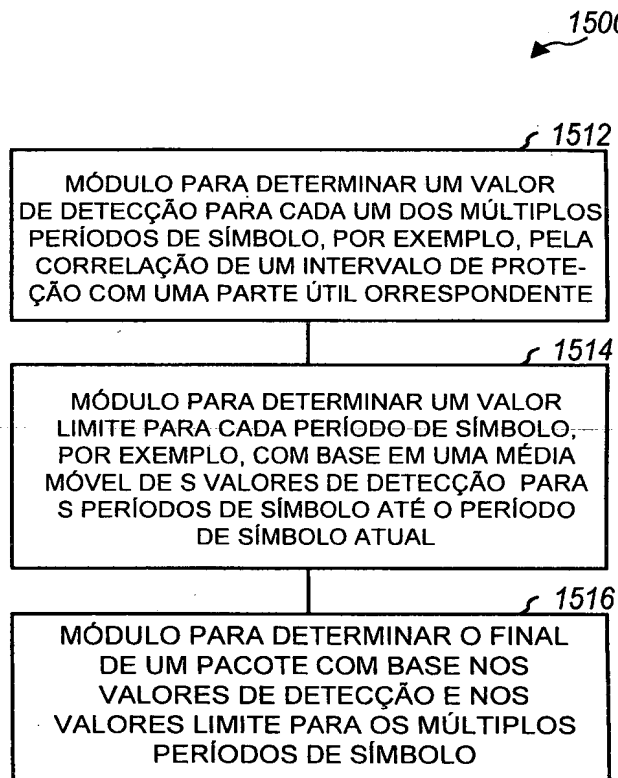 1500
1512
MÓDULO PARA DETERMINAR UM VALOR
DE DETECÇÃO PARA CADA UM DOS MÚLTIPLOS
PERÍODOS DE SÍMBOLO, POR EXEMPLO, PELA
CORRELAÇÃO DE UM INTERVALO DE PROTE-
ÇÃO COM UMA PARTE ÚTIL ORRESPONDENTE
1514
MÓDULO PARA DETERMINAR UM VALOR
LIMITE PARA CADA PERÍODO DE SÍMBOLO,
POR EXEMPLO, COM BASE EM UMA MÉDIA
MÓVEL DE S VALORES DE DETECÇÃO PARA
S PERÍODOS DE SÍMBOLO ATÉ O PERÍODO
DE SÍMBOLO ATUAL
1516
MÓDULO PARA DETERMINAR O FINAL
DE UM PACOTE COM BASE NOS
VALORES DE DETECÇÃO E NOS
VALORES LIMITE PARA OS MÚLTIPLOS
PERÍODOS DE SÍMBOLO